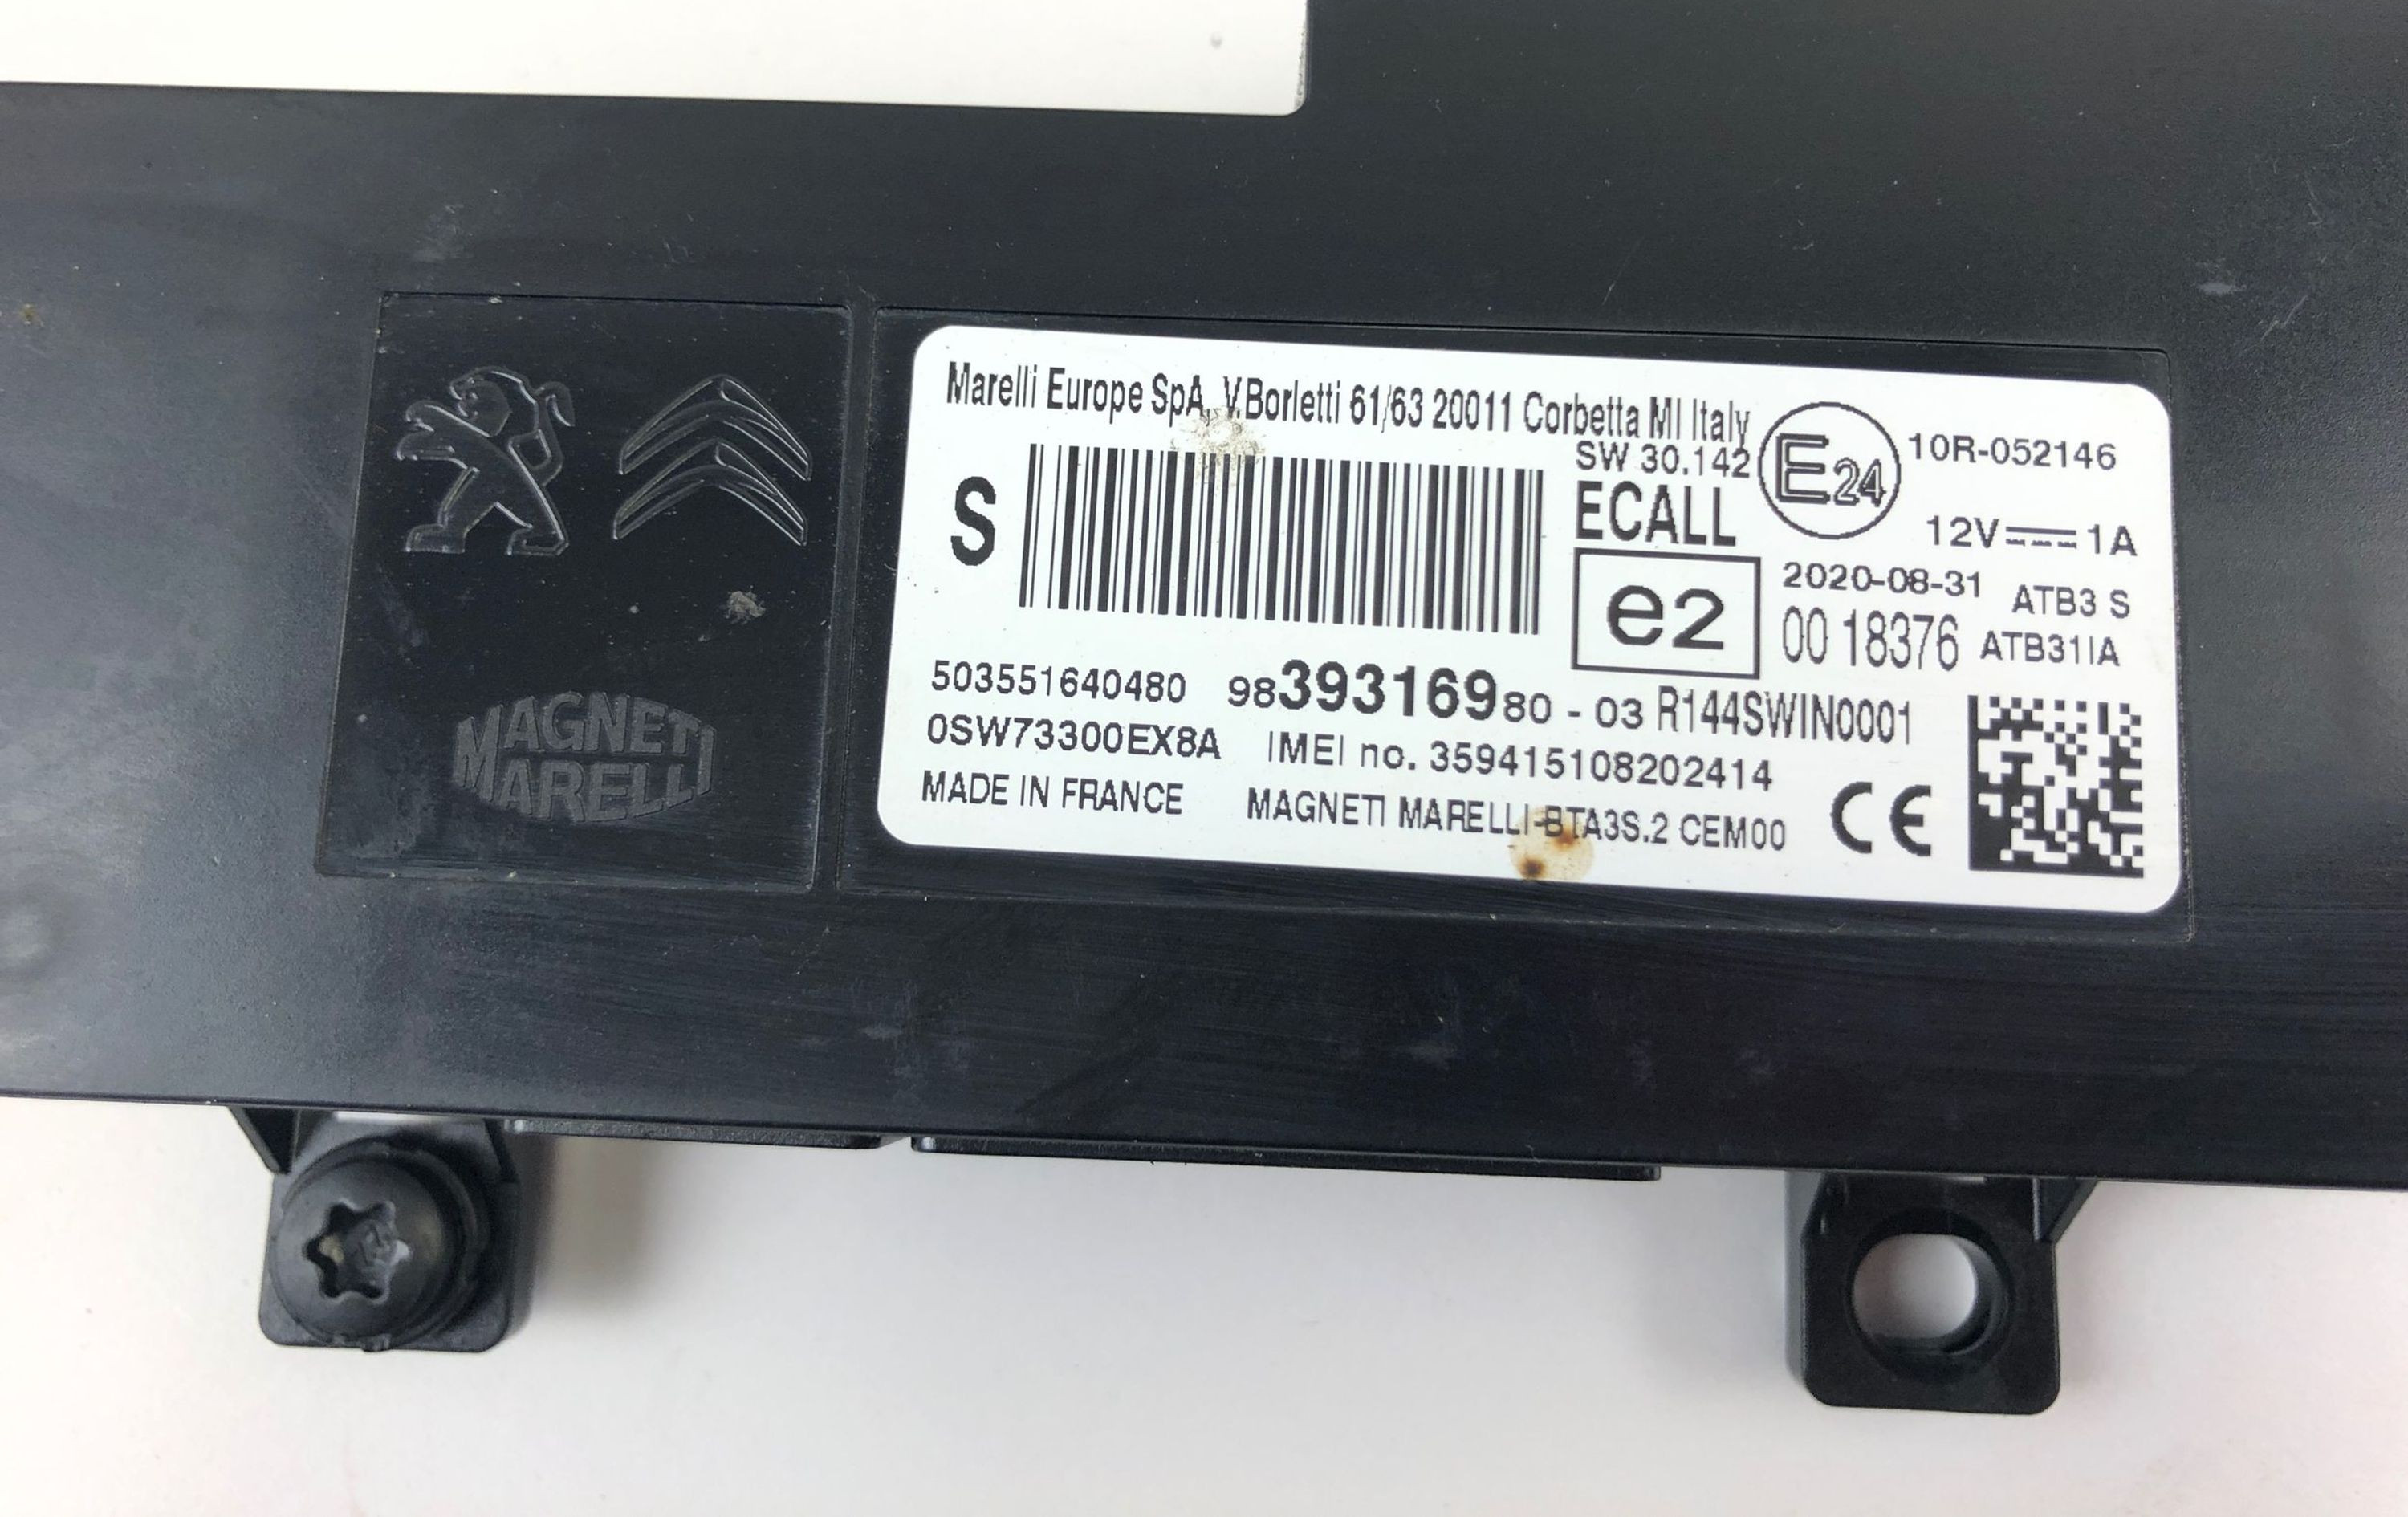 Marelli Europe SpA, V.Borletti 61/63 20011 Corbetta MI Italy
S
SW 30.142
ECALL
E24
10R-052146
12V 1A
e2
2020-08-31
ATB3 S
00 18376
ATB311A
503551640480
9839316980 - 03 R144SWIN0001
0SW73300EX8A
IMEI no. 359415108202414
MADE IN FRANCE
MAGNETI MARELLI-BTA3S.2 CEM00
CE
MAGNETI
MARELLI